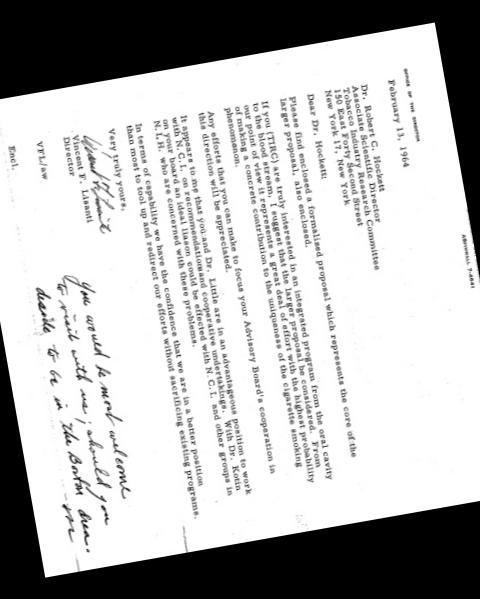 OFFICE OF THE DIRECTOR
ASPINWALL 7-6641
February 13, 1964
Dr. Robert C. Hockett
Associate Scientific Director
Tobacco Industry Research Committee
150 East Forty Second Street
New York 17, New York
Dear Dr. Hockett:
Please find enclosed a formalised proposal which represents the core of the
larger proposal, also enclosed.
If you (TIRC) are truly interested in an integrated program from the oral cavity
to the blood stream, I suggest that the larger proposal be considered. From
our point of view it represents a great deal of effort with the highest probability
of making a concrete contribution to the uniqueness of the cigarette smoking
phenomenon.
Any efforts that you can make to focus your Advisory Board's cooperation in
this direction will be appreciated.
It appears to me that you and Dr. Little are in an advantageous position to work
with N.C.I. on recommendations and cooperative undertakings. With Dr. Kotin
on your board an ideal liaison could be effected with N.C.I. and other groups in
N.I.H. who are concerned with these problems.
In terms of capability we have the confidence that we are in a better position
than most to tool up and redirect our efforts without sacrificing existing programs.
Very truly yours,
Vincent F. Lisanti
Director
VFL/aw
Encl.
You would be most welcome
to visit with us; should you
decide to be in the Boston area.